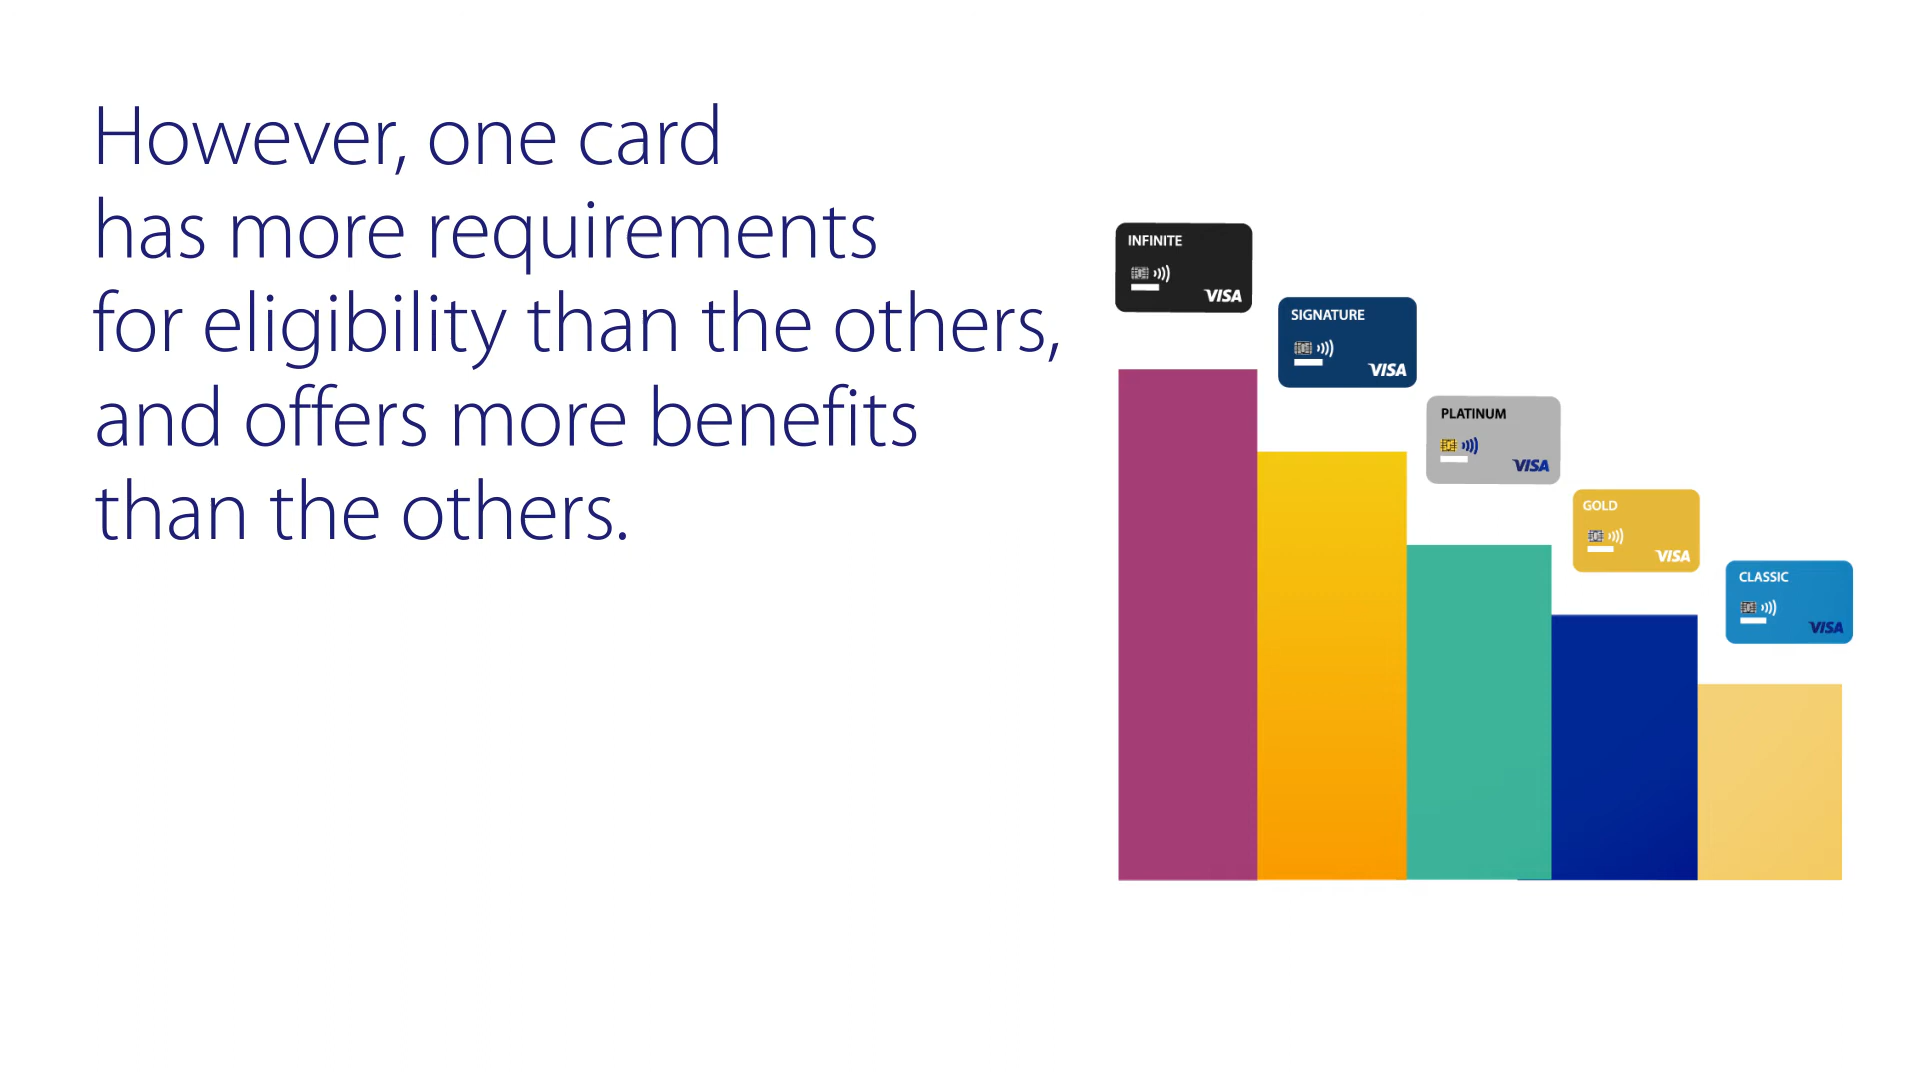 However, one card
has more requirements
for eligibility than the others,
and offers more benefits
than the others.
INFINITE
VISA
SIGNATURE
VISA
PLATINUM
VISA
GOLD
VISA
CLASSIC
VISA